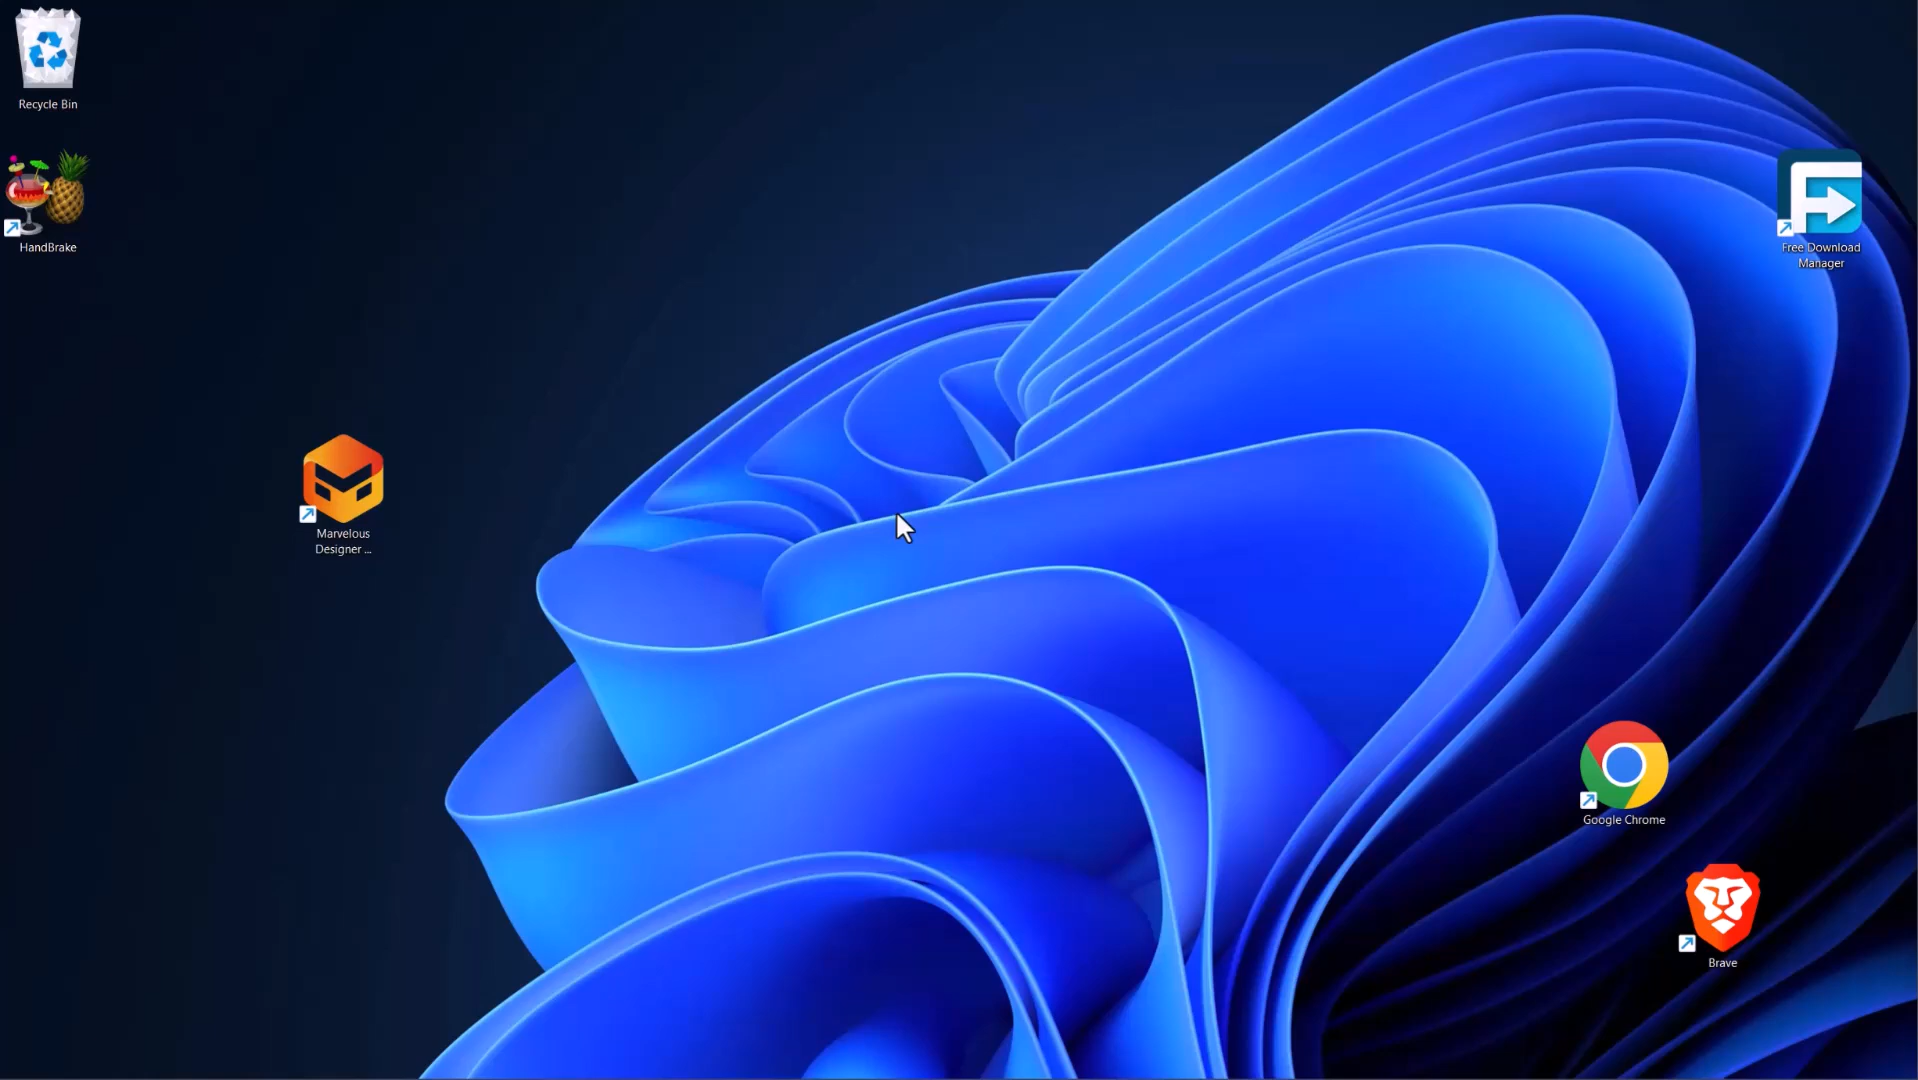 Recycle Bin
HandBrake
Free Download
Manager
Marvelous
Designer ...
Google Chrome
Brave